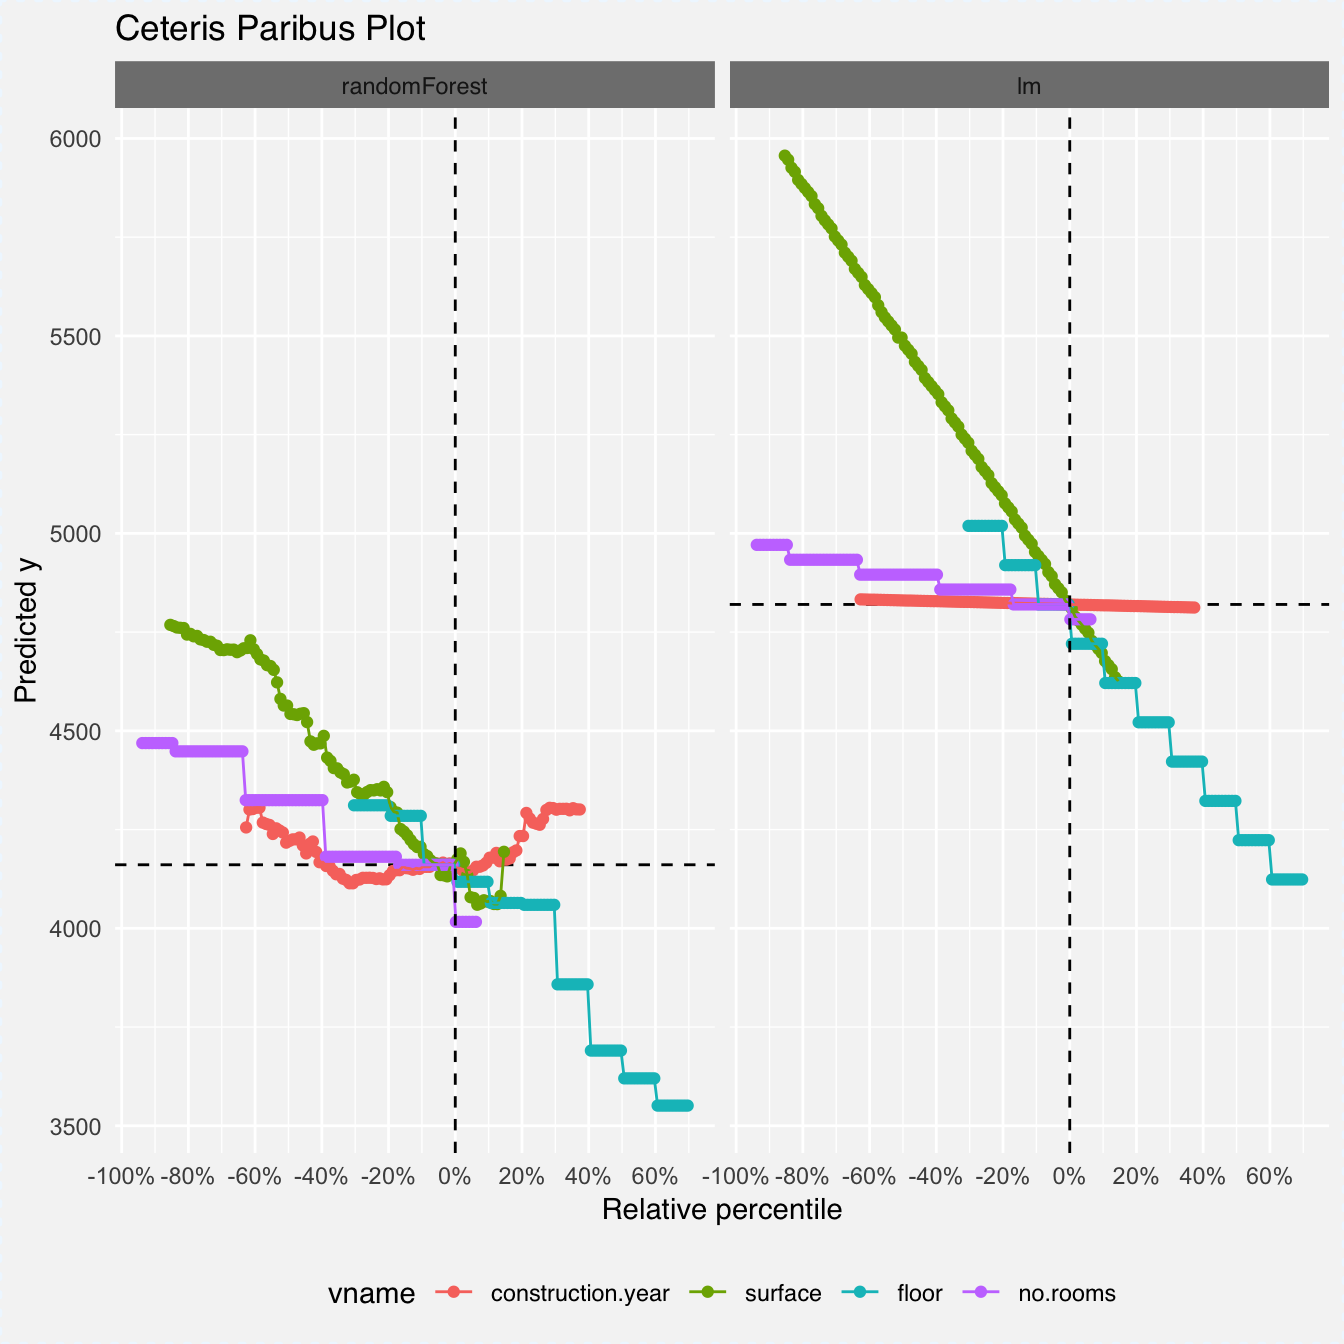 Ceteris Paribus Plot
randomForest
lm
6000
5500
5000
4500
4000
3500
Predicted y
-100% -80% -60% -40% -20% 0% 20% 40% 60%
-100% -80% -60% -40% -20% 0% 20% 40% 60%
Relative percentile
vname construction.year surface floor no.rooms